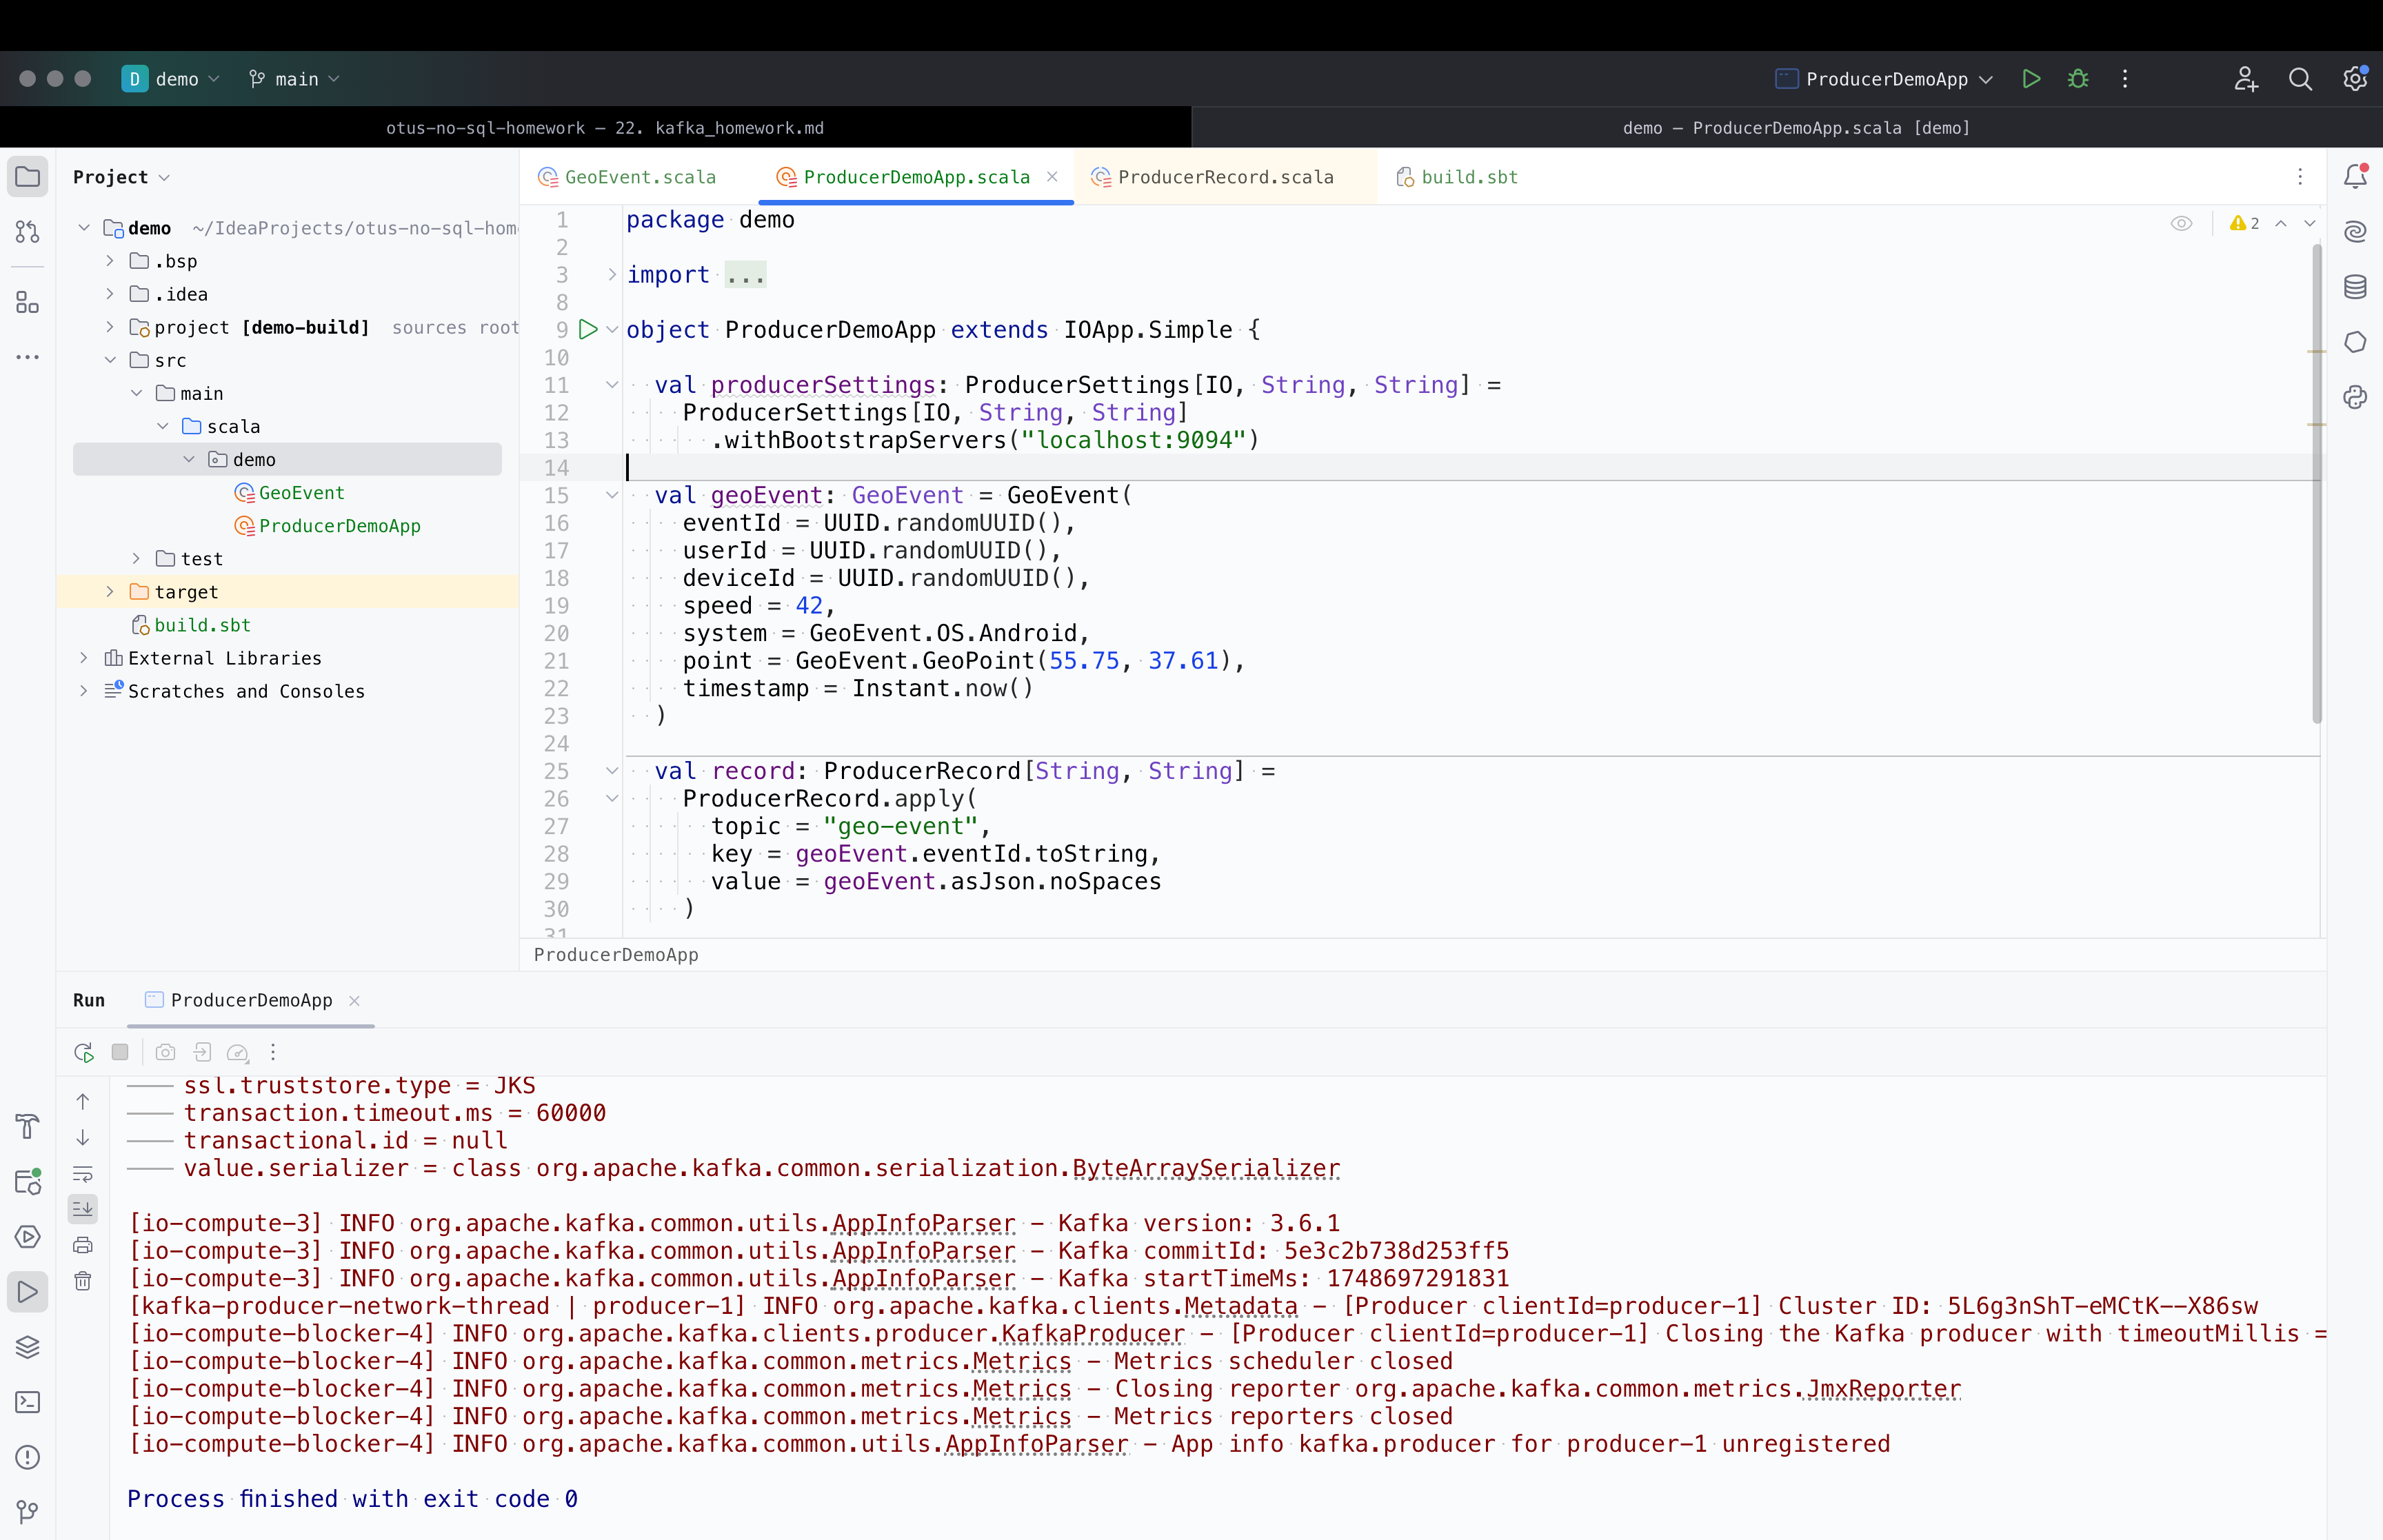 D demo main ProducerDemoApp
otus-no-sql-homework – 22. kafka_homework.md demo – ProducerDemoApp.scala [demo]
Project
demo ~/IdeaProjects/otus-no-sql-hom
.bsp
.idea
project [demo-build] sources root
src
main
scala
demo
GeoEvent
ProducerDemoApp
test
target
build.sbt
External Libraries
Scratches and Consoles
GeoEvent.scala ProducerDemoApp.scala ProducerRecord.scala build.sbt
2
1 package demo
2
3 import ...
8
9 object ProducerDemoApp extends IOApp.Simple {
10
11 val producerSettings: ProducerSettings[IO, String, String] =
12 ProducerSettings[IO, String, String]
13 .withBootstrapServers("localhost:9094")
14
15 val geoEvent: GeoEvent = GeoEvent(
16 eventId = UUID.randomUUID(),
17 userId = UUID.randomUUID(),
18 deviceId = UUID.randomUUID(),
19 speed = 42,
20 system = GeoEvent.OS.Android,
21 point = GeoEvent.GeoPoint(55.75, 37.61),
22 timestamp = Instant.now()
23 )
24
25 val record: ProducerRecord[String, String] =
26 ProducerRecord.apply(
27 topic = "geo-event",
28 key = geoEvent.eventId.toString,
29 value = geoEvent.asJson.noSpaces
30 )
31
ProducerDemoApp
Run ProducerDemoApp
ssl.truststore.type = JKS
transaction.timeout.ms = 60000
transactional.id = null
value.serializer = class org.apache.kafka.common.serialization.ByteArraySerializer
[io-compute-3] INFO org.apache.kafka.common.utils.AppInfoParser - Kafka version: 3.6.1
[io-compute-3] INFO org.apache.kafka.common.utils.AppInfoParser - Kafka commitId: 5e3c2b738d253ff5
[io-compute-3] INFO org.apache.kafka.common.utils.AppInfoParser - Kafka startTimeMs: 1748697291831
[kafka-producer-network-thread | producer-1] INFO org.apache.kafka.clients.Metadata - [Producer clientId=producer-1] Cluster ID: 5L6g3nShT-eMCtK--X86sw
[io-compute-blocker-4] INFO org.apache.kafka.clients.producer.KafkaProducer - [Producer clientId=producer-1] Closing the Kafka producer with timeoutMillis =
[io-compute-blocker-4] INFO org.apache.kafka.common.metrics.Metrics - Metrics scheduler closed
[io-compute-blocker-4] INFO org.apache.kafka.common.metrics.Metrics - Closing reporter org.apache.kafka.common.metrics.JmxReporter
[io-compute-blocker-4] INFO org.apache.kafka.common.metrics.Metrics - Metrics reporters closed
[io-compute-blocker-4] INFO org.apache.kafka.common.utils.AppInfoParser - App info kafka.producer for producer-1 unregistered
Process finished with exit code 0